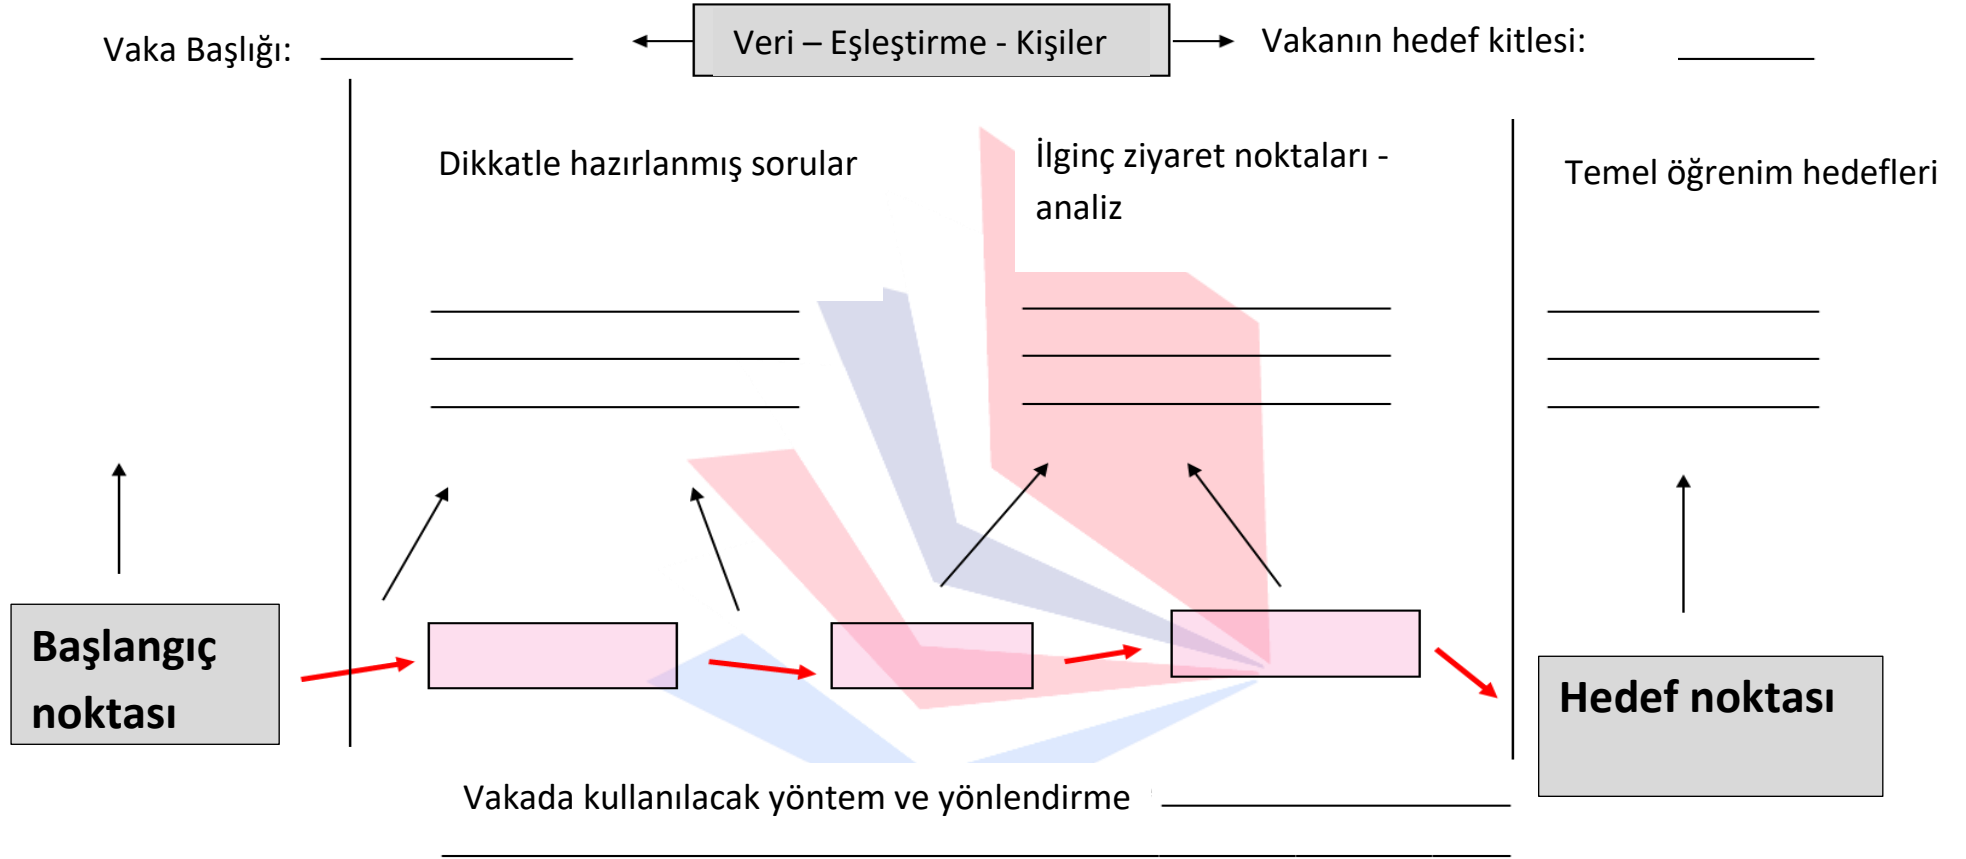 Vaka Başlığı:
Veri – Eşleştirme - Kişiler
Vakanın hedef kitlesi:
Dikkatle hazırlanmış sorular
İlginç ziyaret noktaları -
analiz
Temel öğrenim hedefleri
Başlangıç
noktası
Hedef noktası
Vakada kullanılacak yöntem ve yönlendirme